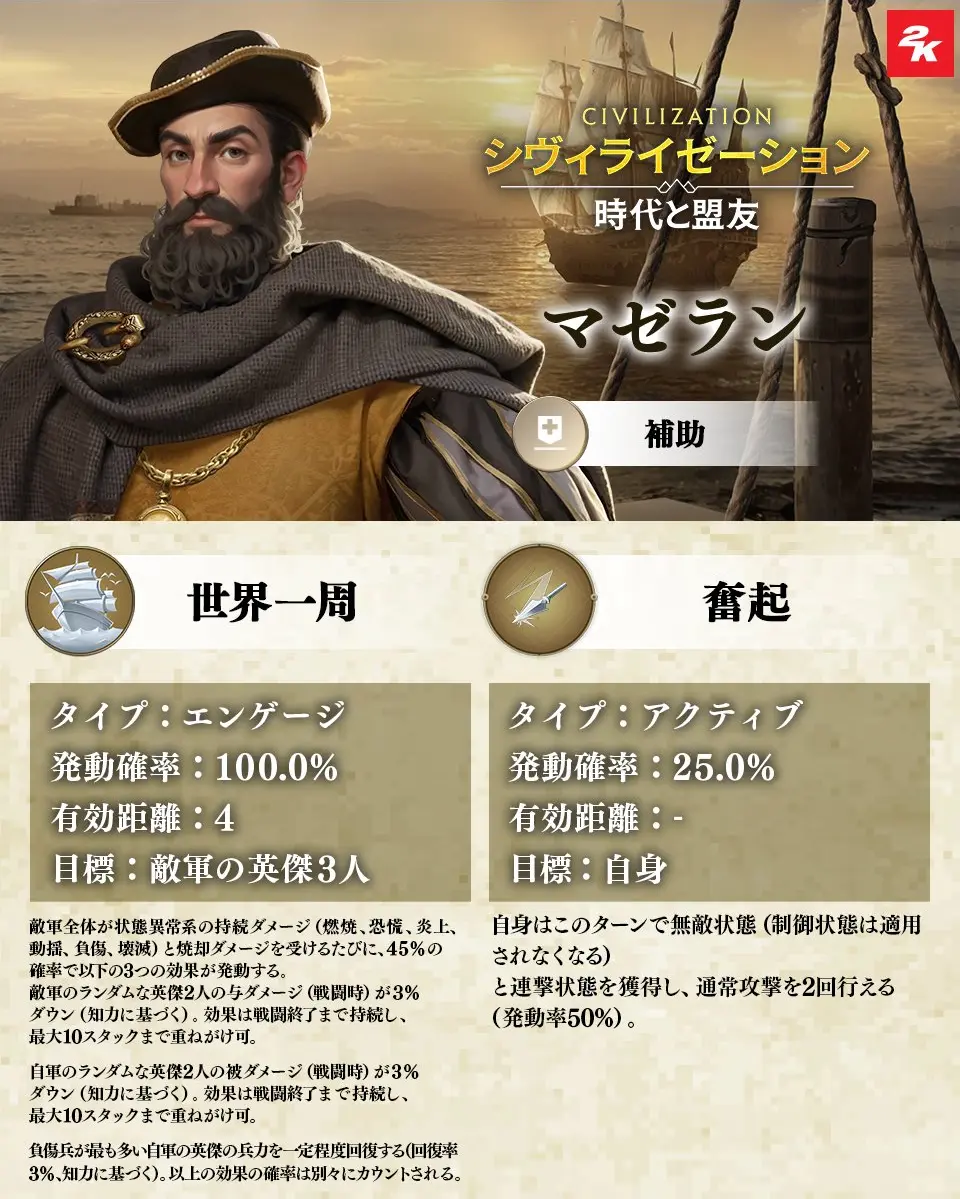 2K
CIVILIZATION
シヴィライゼーション
時代と盟友
マゼラン
補助
世界一周
タイプ：エンゲージ
発動確率：100.0%
有効距離：4
目標：敵軍の英傑3人
敵軍全体が状態異常系の持続ダメージ（燃焼、恐慌、炎上、
動揺、負傷、壊滅）と焼却ダメージを受けるたびに、45%の
確率で以下の3つの効果が発動する。
敵軍のランダムな英傑2人の与ダメージ（戦闘時）が3%
ダウン（知力に基づく）。効果は戦闘終了まで持続し、
最大10スタックまで重ねがけ可。
自軍のランダムな英傑2人の被ダメージ（戦闘時）が3%
ダウン（知力に基づく）。効果は戦闘終了まで持続し、
最大10スタックまで重ねがけ可。
負傷兵が最も多い自軍の英傑の兵力を一定程度回復する(回復率
3%、知力に基づく)。以上の効果の確率は別々にカウントされる。
奮起
タイプ：アクティブ
発動確率：25.0%
有効距離：-
目標：自身
自身はこのターンで無敵状態（制御状態は適用
されなくなる）
と連撃状態を獲得し、通常攻撃を2回行える
（発動率50%）。